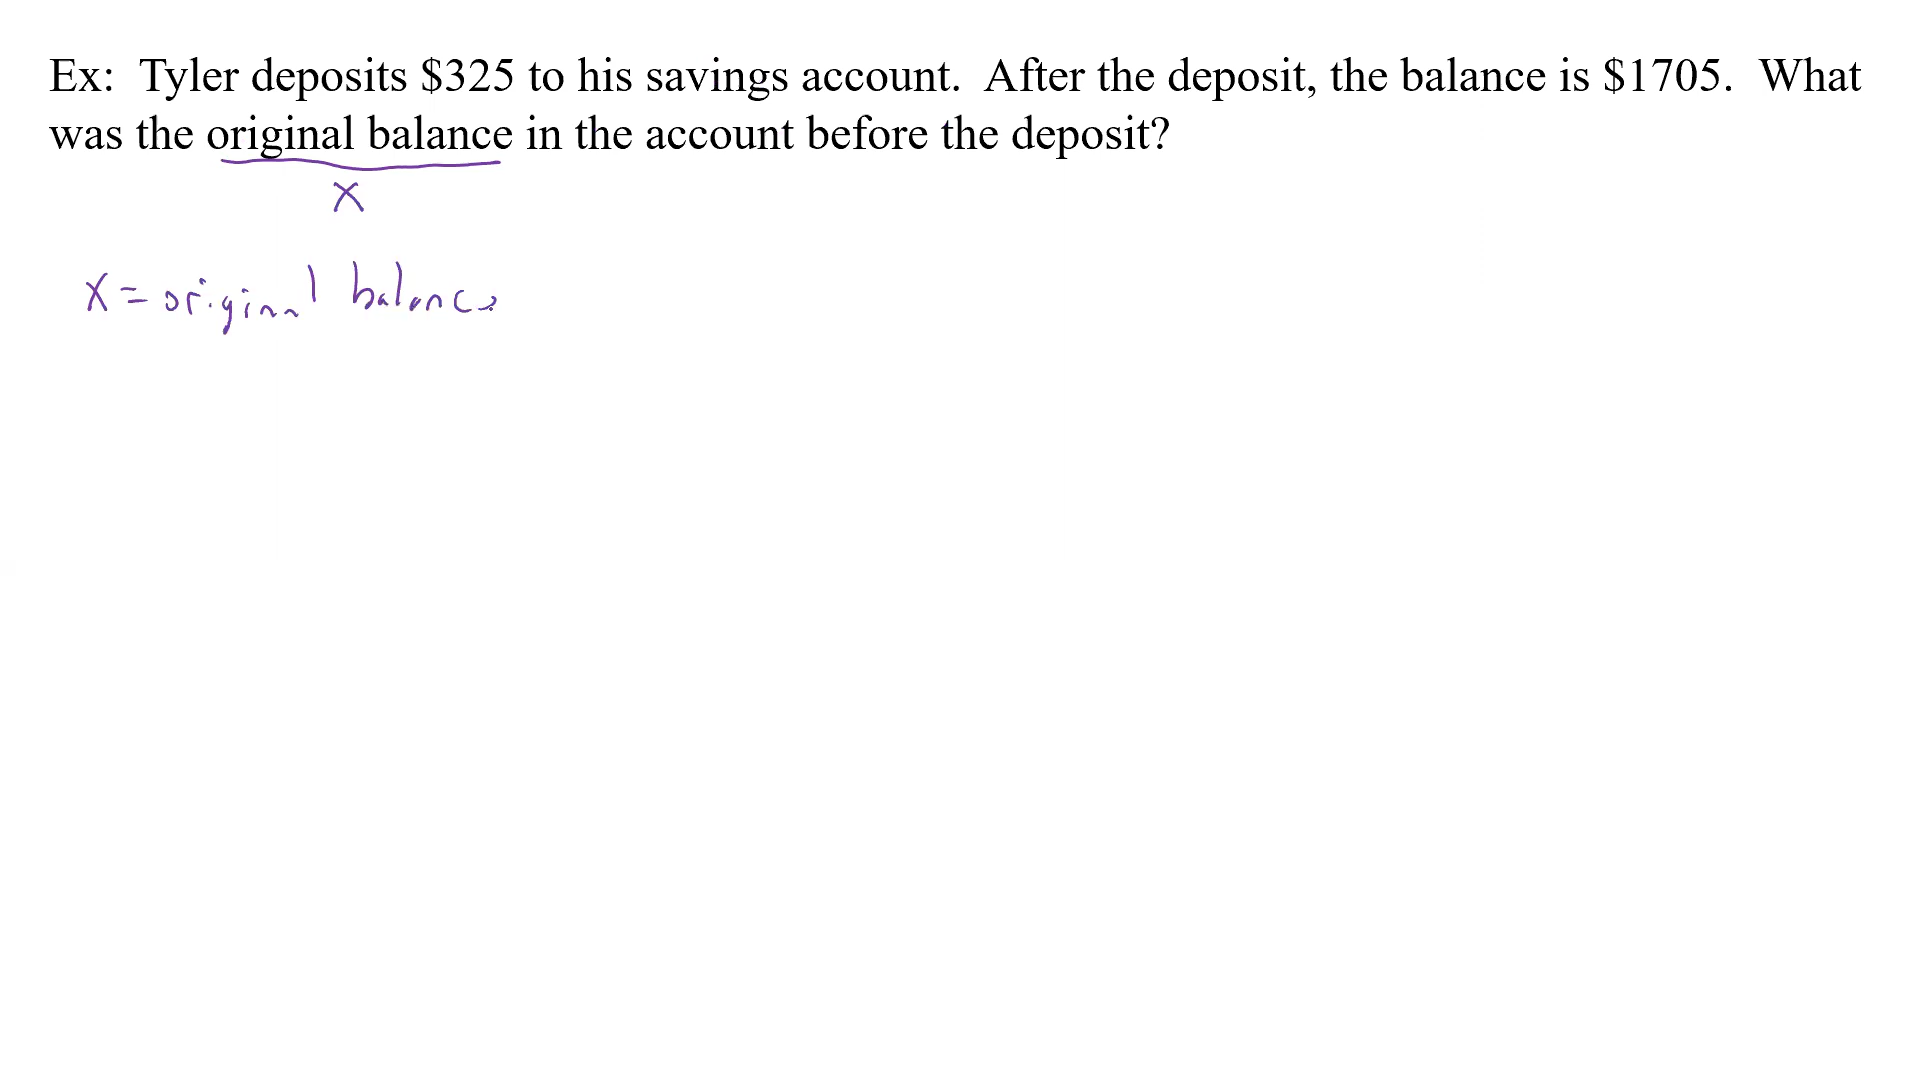 Ex: Tyler deposits $325 to his savings account. After the deposit, the balance is $1705. What
was the original balance in the account before the deposit?
x
x = original balance